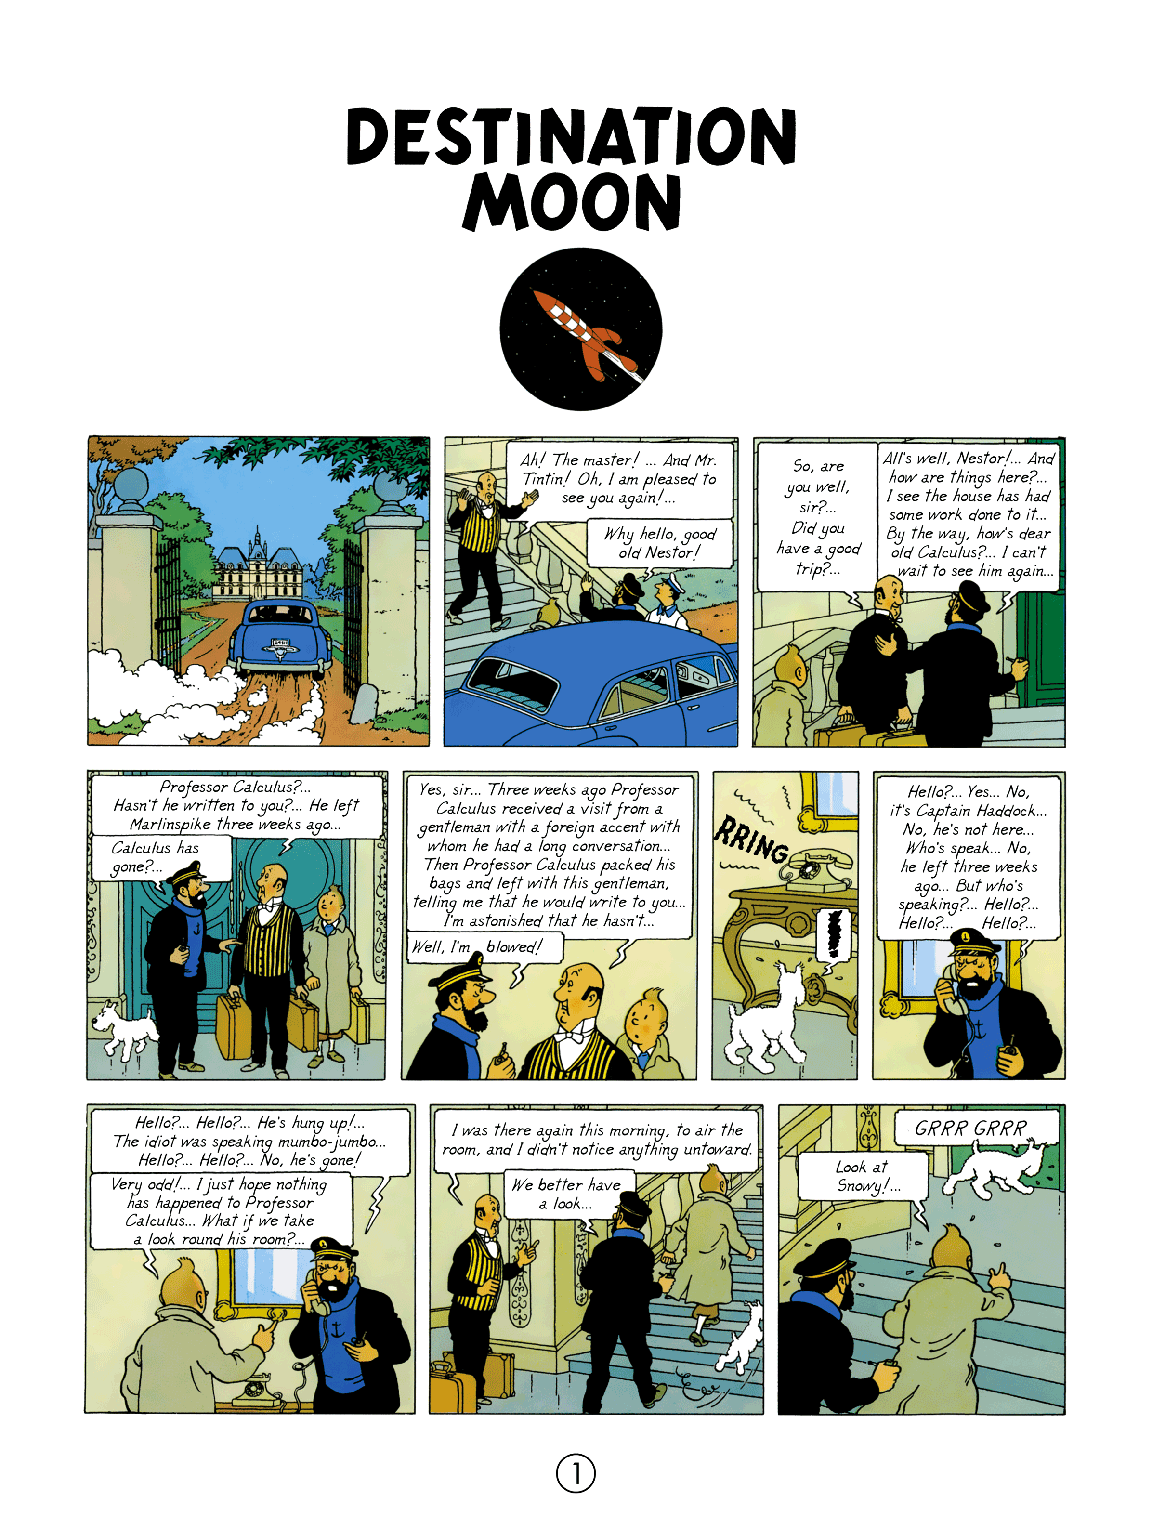 DESTINATION
MOON
Ah! The master! ... And Mr.
Tintin! Oh, I am pleased to
see you again!...
Why hello, good
old Nestor!
So, are
you well,
sir?...
Did you
have a good
trip?...
All's well, Nestor!... And
how are things here?...
I see the house has had
some work done to it...
By the way, how's dear
old Calculus?... I can't
wait to see him again...
Professor Calculus?...
Hasn't he written to you?... He left
Marlinspike three weeks ago...
Calculus has
gone?...
Yes, sir... Three weeks ago Professor
Calculus received a visit from a
gentleman with a foreign accent with
whom he had a long conversation...
Then Professor Calculus packed his
bags and left with this gentleman,
telling me that he would write to you...
I'm astonished that he hasn't...
Well, I'm blowed!
RRING
Hello?... Yes... No,
it's Captain Haddock...
No, he's not here...
Who's speak... No,
he left three weeks
ago... But who's
speaking?... Hello?...
Hello?... Hello?...
Hello?... Hello?... He's hung up!...
The idiot was speaking mumbo-jumbo...
Hello?... Hello?... No, he's gone!
Very odd!... I just hope nothing
has happened to Professor
Calculus... What if we take
a look round his room?...
I was there again this morning, to air the
room, and I didn't notice anything untoward.
We better have
a look...
GRRR GRRR
Look at
Snowy!...
1